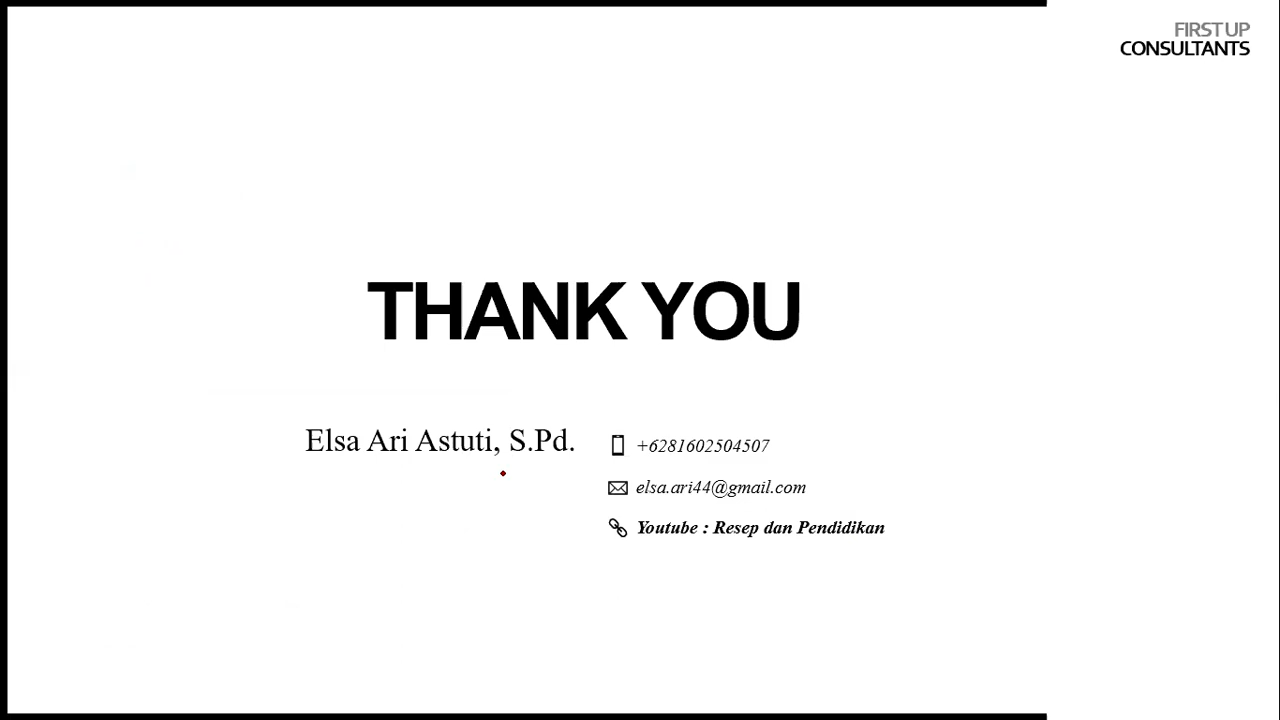 FIRST UP
CONSULTANTS
THANK YOU
Elsa Ari Astuti, S.Pd.
+6281602504507
elsa.ari44@gmail.com
Youtube : Resep dan Pendidikan